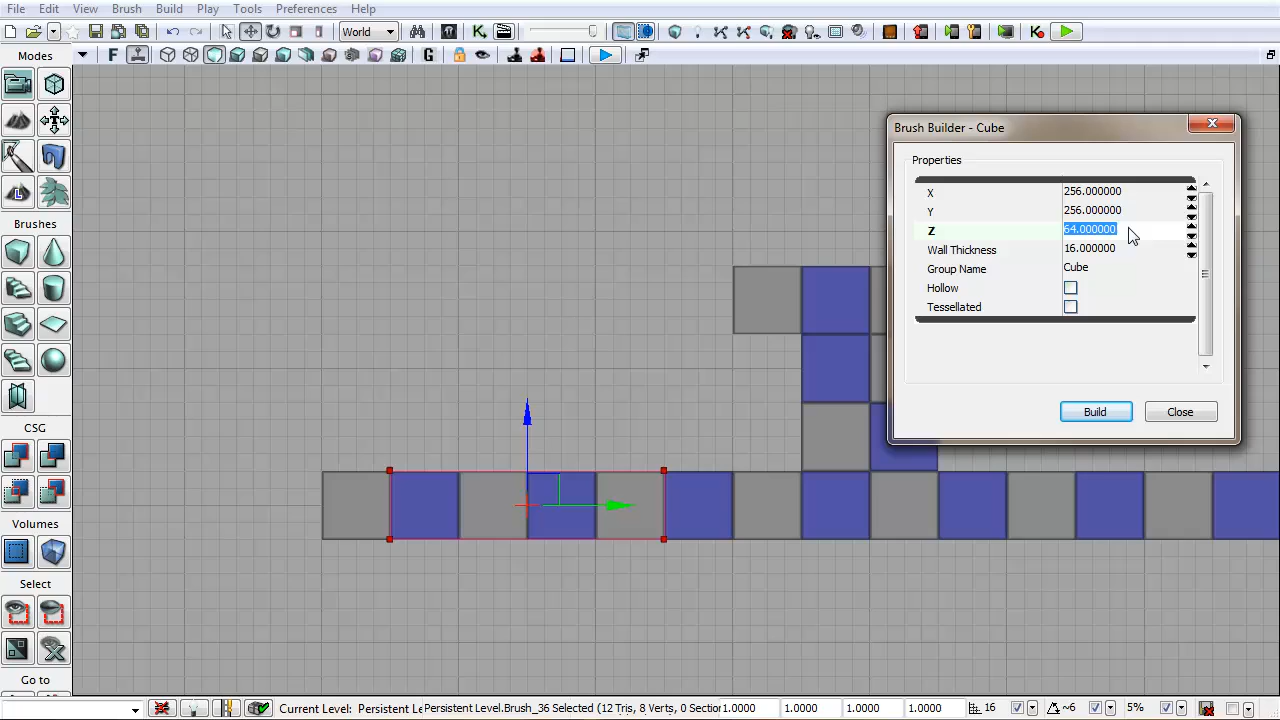 File Edit View Brush Build Play Tools Preferences Help
World
F
G
Modes
Brushes
CSG
Volumes
Select
Go to
Brush Builder - Cube
Properties
X 256.000000
Y 256.000000
Z 64.000000
Wall Thickness 16.000000
Group Name Cube
Hollow
Tessellated
Build Close
Current Level: Persistent Le Persistent Level.Brush_36 Selected (12 Tris, 8 Verts, 0 Section 1.0000 1.0000 1.0000 1.0000 16 ~6 5%